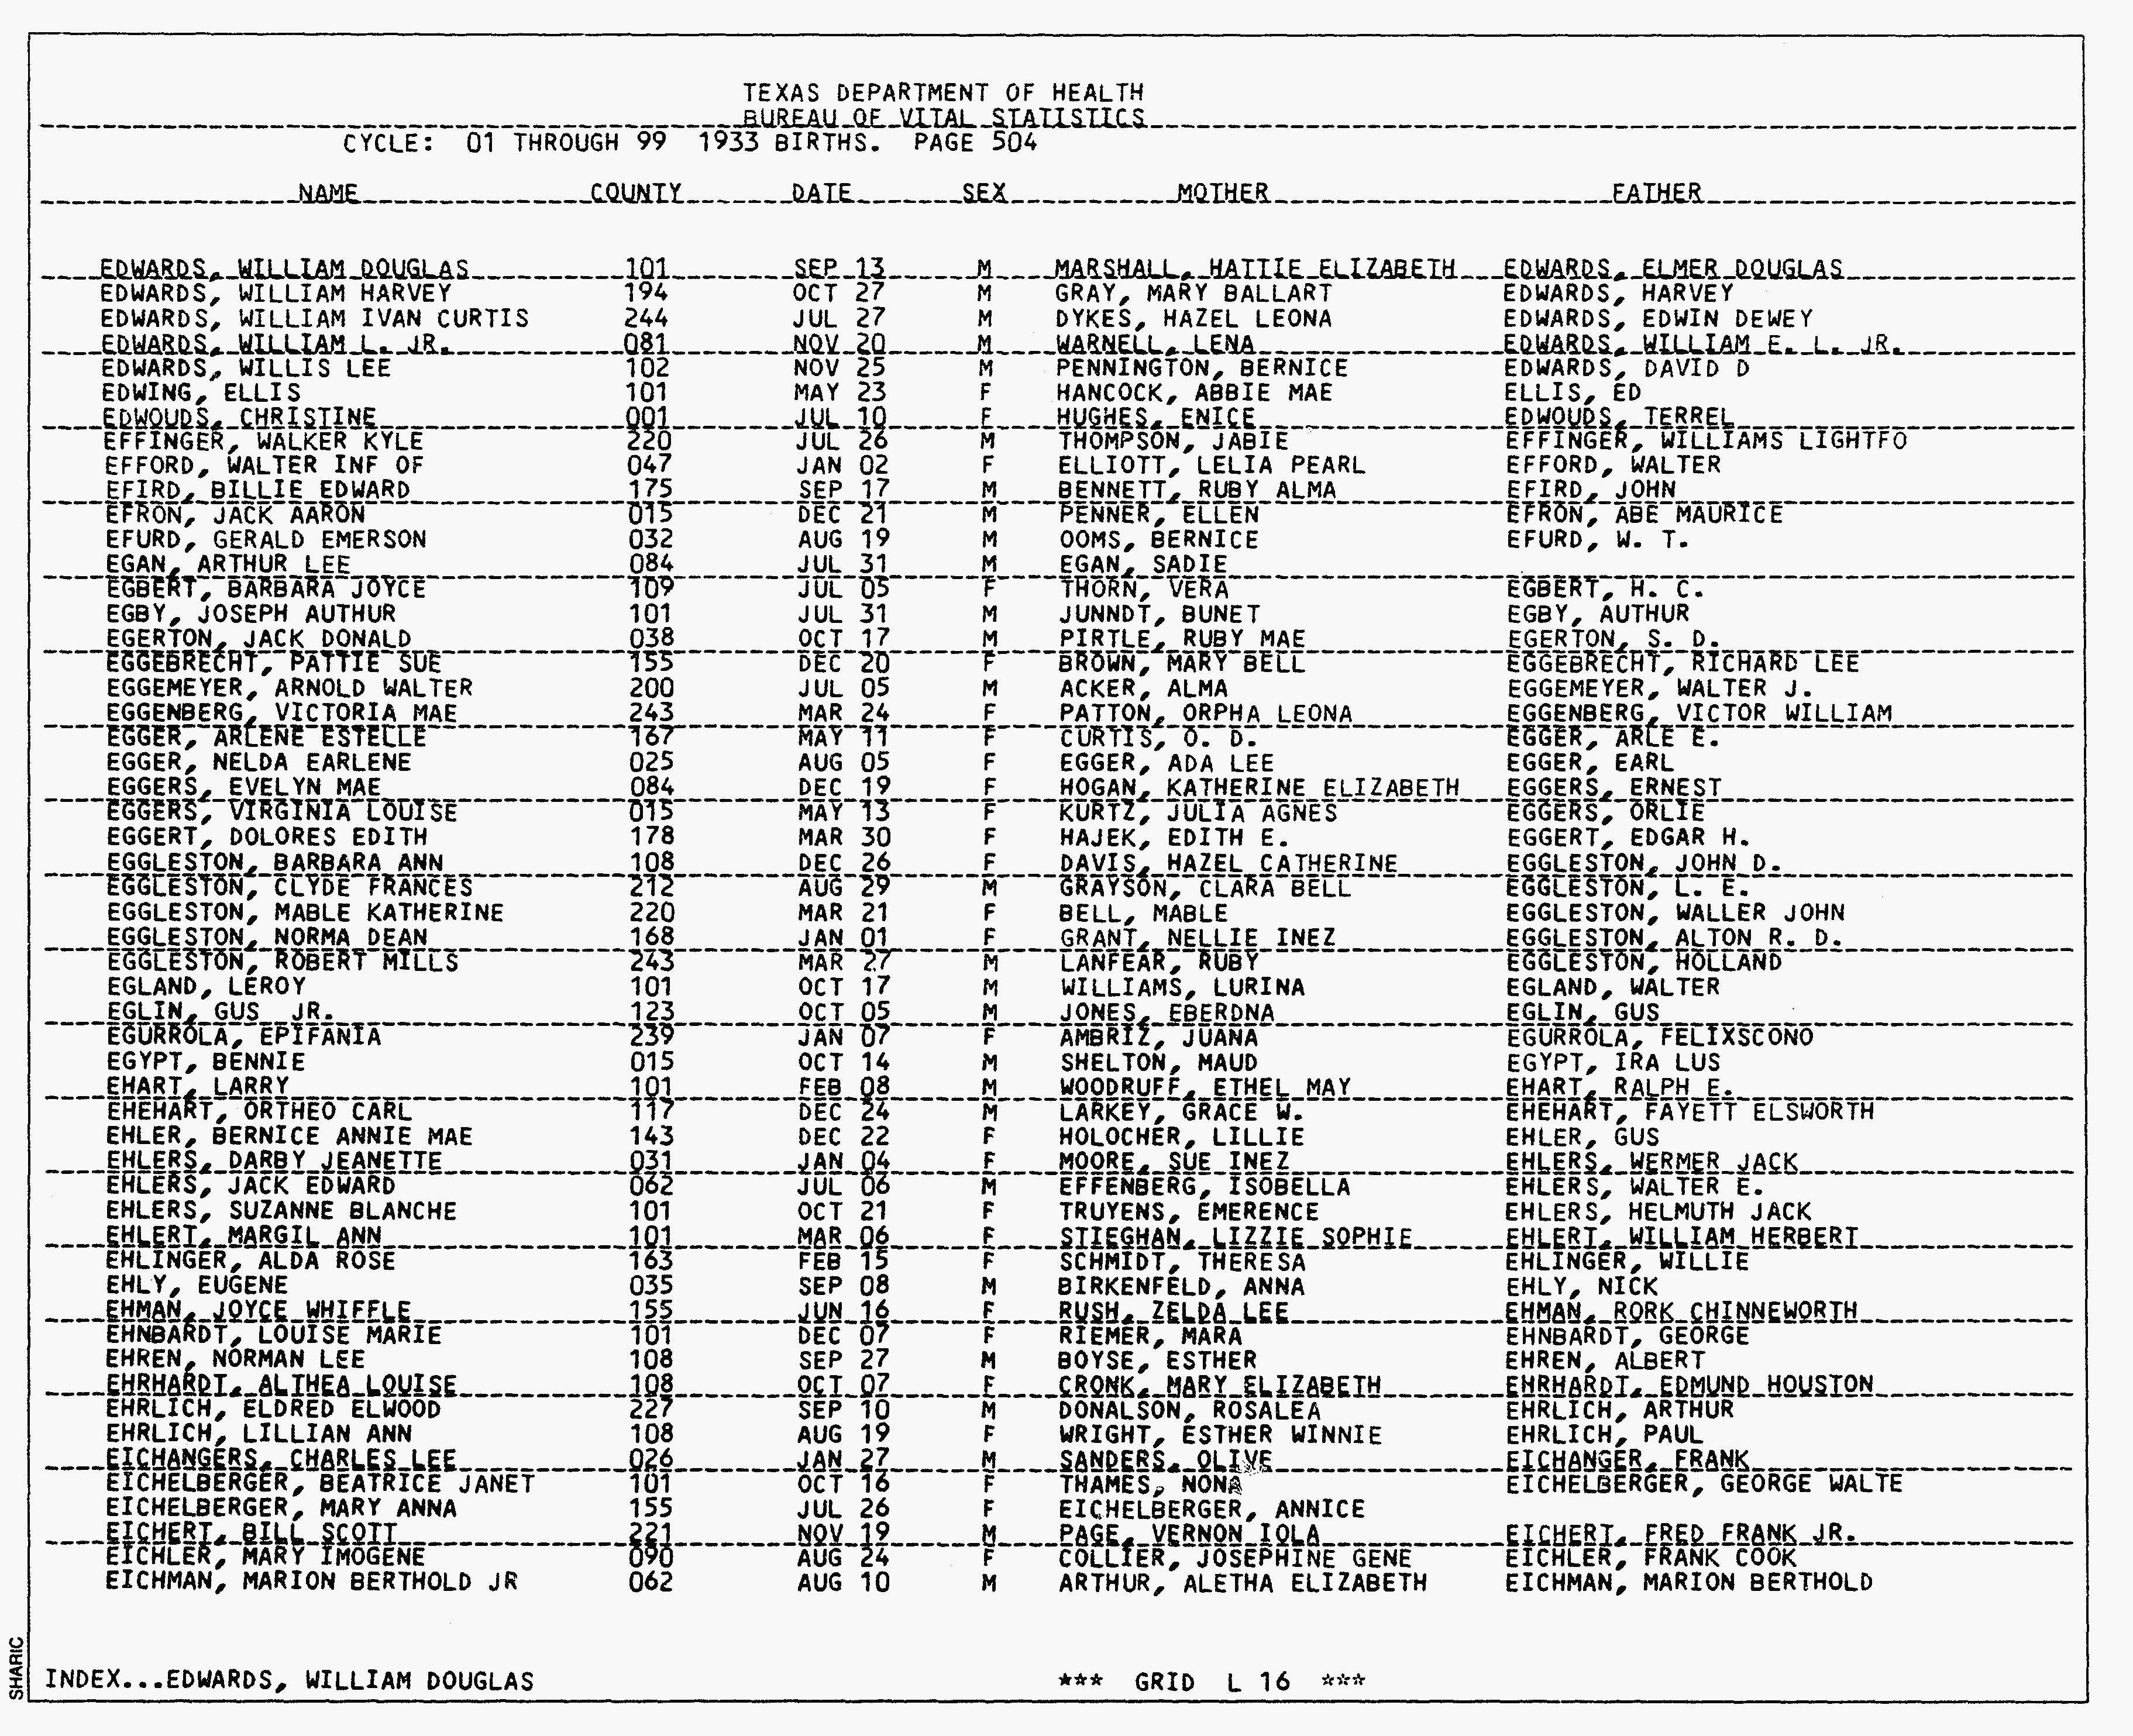 TEXAS DEPARTMENT OF HEALTH
BUREAU OF VITAL STATISTICS
CYCLE: 01 THROUGH 99 1933 BIRTHS. PAGE 504
NAME COUNTY DATE SEX MOTHER FATHER
EDWARDS, WILLIAM DOUGLAS 101 SEP 13 M MARSHALL, HATTIE ELIZABETH EDWARDS, ELMER DOUGLAS
EDWARDS, WILLIAM HARVEY 194 OCT 27 M GRAY, MARY BALLART EDWARDS, HARVEY
EDWARDS, WILLIAM IVAN CURTIS 244 JUL 27 M DYKES, HAZEL LEONA EDWARDS, EDWIN DEWEY
EDWARDS, WILLIAM L. JR. 081 NOV 20 M WARNELL, LENA EDWARDS, WILLIAM E. L. JR.
EDWARDS, WILLIS LEE 102 NOV 25 M PENNINGTON, BERNICE EDWARDS, DAVID D
EDWING, ELLIS 101 MAY 23 F HANCOCK, ABBIE MAE ELLIS, ED
EDWOUDS, CHRISTINE 001 JUL 10 F HUGHES, ENICE EDWOUDS, TERREL
EFFINGER, WALKER KYLE 220 JUL 26 M THOMPSON, JABIE EFFINGER, WILLIAMS LIGHTFO
EFFORD, WALTER INF OF 047 JAN 02 F ELLIOTT, LELIA PEARL EFFORD, WALTER
EFIRD, BILLIE EDWARD 175 SEP 17 M BENNETT, RUBY ALMA EFIRD, JOHN
EFRON, JACK AARON 015 DEC 21 M PENNER, ELLEN EFRON, ABE MAURICE
EFURD, GERALD EMERSON 032 AUG 19 M OOMS, BERNICE EFURD, W. T.
EGAN, ARTHUR LEE 084 JUL 31 M EGAN, SADIE
EGBERT, BARBARA JOYCE 109 JUL 05 F THORN, VERA EGBERT, H. C.
EGBY, JOSEPH AUTHUR 101 JUL 31 M JUNNDT, BUNET EGBY, AUTHUR
EGERTON, JACK DONALD 038 OCT 17 M PIRTLE, RUBY MAE EGERTON, S. D.
EGGEBRECHT, PATTIE SUE 155 DEC 20 F BROWN, MARY BELL EGGEBRECHT, RICHARD LEE
EGGEMEYER, ARNOLD WALTER 200 JUL 05 M ACKER, ALMA EGGEMEYER, WALTER J.
EGGENBERG, VICTORIA MAE 243 MAR 24 F PATTON, ORPHA LEONA EGGENBERG, VICTOR WILLIAM
EGGER, ARLENE ESTELLE 167 MAY 11 F CURTIS, O. D. EGGER, ARLE E.
EGGER, NELDA EARLENE 025 AUG 05 F EGGER, ADA LEE EGGER, EARL
EGGERS, EVELYN MAE 084 DEC 19 F HOGAN, KATHERINE ELIZABETH EGGERS, ERNEST
EGGERS, VIRGINIA LOUISE 015 MAY 13 F KURTZ, JULIA AGNES EGGERS, ORLIE
EGGERT, DOLORES EDITH 178 MAR 30 F HAJEK, EDITH E. EGGERT, EDGAR H.
EGGLESTON, BARBARA ANN 108 DEC 26 F DAVIS, HAZEL CATHERINE EGGLESTON, JOHN D.
EGGLESTON, CLYDE FRANCES 212 AUG 29 M GRAYSON, CLARA BELL EGGLESTON, L. E.
EGGLESTON, MABLE KATHERINE 220 MAR 21 F BELL, MABLE EGGLESTON, WALLER JOHN
EGGLESTON, NORMA DEAN 168 JAN 01 F GRANT, NELLIE INEZ EGGLESTON, ALTON R. D.
EGGLESTON, ROBERT MILLS 243 MAR 27 M LANFEAR, RUBY EGGLESTON, HOLLAND
EGLAND, LEROY 101 OCT 17 M WILLIAMS, LURINA EGLAND, WALTER
EGLIN, GUS JR. 123 OCT 05 M JONES, EBERDNA EGLIN, GUS
EGURROLA, EPIFANIA 239 JAN 07 F AMBRIZ, JUANA EGURROLA, FELIXSCONO
EGYPT, BENNIE 015 OCT 14 M SHELTON, MAUD EGYPT, IRA LUS
EHART, LARRY 101 FEB 08 M WOODRUFF, ETHEL MAY EHART, RALPH E.
EHEHART, ORTHEO CARL 117 DEC 24 M LARKEY, GRACE W. EHEHART, FAYETT ELSWORTH
EHLER, BERNICE ANNIE MAE 143 DEC 22 F HOLOCHER, LILLIE EHLER, GUS
EHLERS, DARBY JEANETTE 031 JAN 04 F MOORE, SUE INEZ EHLERS, WERMER JACK
EHLERS, JACK EDWARD 062 JUL 06 M EFFENBERG, ISOBELLA EHLERS, WALTER E.
EHLERS, SUZANNE BLANCHE 101 OCT 21 F TRUYENS, EMERENCE EHLERS, HELMUTH JACK
EHLERT, MARGIL ANN 101 MAR 06 F STIEGHAN, LIZZIE SOPHIE EHLERT, WILLIAM HERBERT
EHLINGER, ALDA ROSE 163 FEB 15 F SCHMIDT, THERESA EHLINGER, WILLIE
EHLY, EUGENE 035 SEP 08 M BIRKENFELD, ANNA EHLY, NICK
EHMAN, JOYCE WHIFFLE 155 JUN 16 F RUSH, ZELDA LEE EHMAN, RORK CHINNEWORTH
EHNBARDT, LOUISE MARIE 101 DEC 07 F RIEMER, MARA EHNBARDT, GEORGE
EHREN, NORMAN LEE 108 SEP 27 M BOYSE, ESTHER EHREN, ALBERT
EHRHARDT, ALTHEA LOUISE 108 OCT 07 F CRONK, MARY ELIZABETH EHRHARDT, EDMUND HOUSTON
EHRLICH, ELDRED ELWOOD 227 SEP 10 M DONALSON, ROSALEA EHRLICH, ARTHUR
EHRLICH, LILLIAN ANN 108 AUG 19 F WRIGHT, ESTHER WINNIE EHRLICH, PAUL
EICHANGERS, CHARLES LEE 026 JAN 27 M SANDERS, OLIVE EICHANGER, FRANK
EICHELBERGER, BEATRICE JANET 101 OCT 16 F THAMES, NONA EICHELBERGER, GEORGE WALTE
EICHELBERGER, MARY ANNA 155 JUL 26 F EICHELBERGER, ANNICE
EICHERT, BILL SCOTT 221 NOV 19 M PAGE, VERNON IOLA EICHERT, FRED FRANK JR.
EICHLER, MARY IMOGENE 090 AUG 24 F COLLIER, JOSEPHINE GENE EICHLER, FRANK COOK
EICHMAN, MARION BERTHOLD JR 062 AUG 10 M ARTHUR, ALETHA ELIZABETH EICHMAN, MARION BERTHOLD
SHARIC
INDEX...EDWARDS, WILLIAM DOUGLAS *** GRID L 16 ***